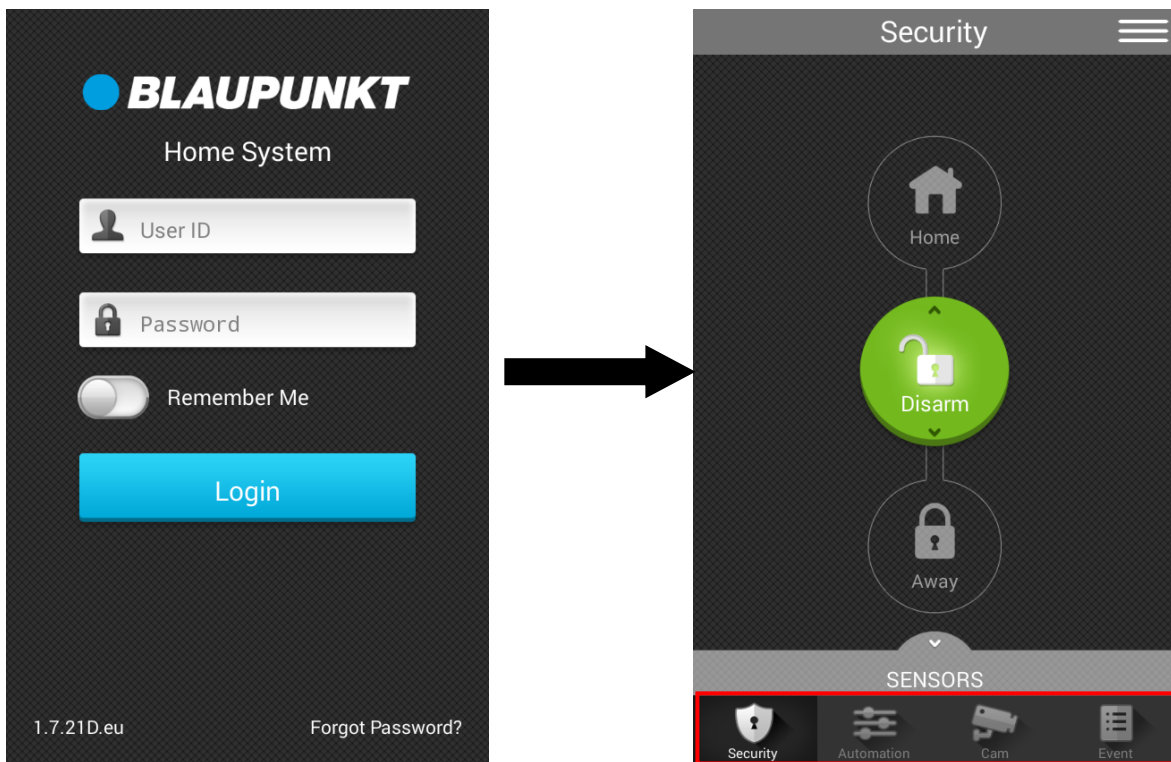 BLAUPUNKT
Home System
User ID
Password
Remember Me
Login
1.7.21D.eu Forgot Password?
Security
Home
Disarm
Away
SENSORS
Security Automation Cam Event